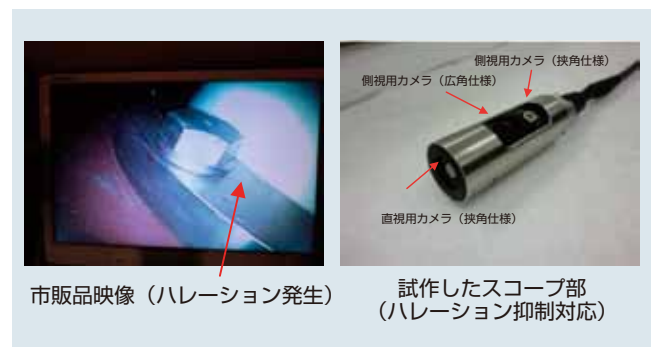 側視用カメラ（挟角仕様）
側視用カメラ（広角仕様）
直視用カメラ（挟角仕様）
市販品映像（ハレーション発生）
試作したスコープ部
（ハレーション抑制対応）